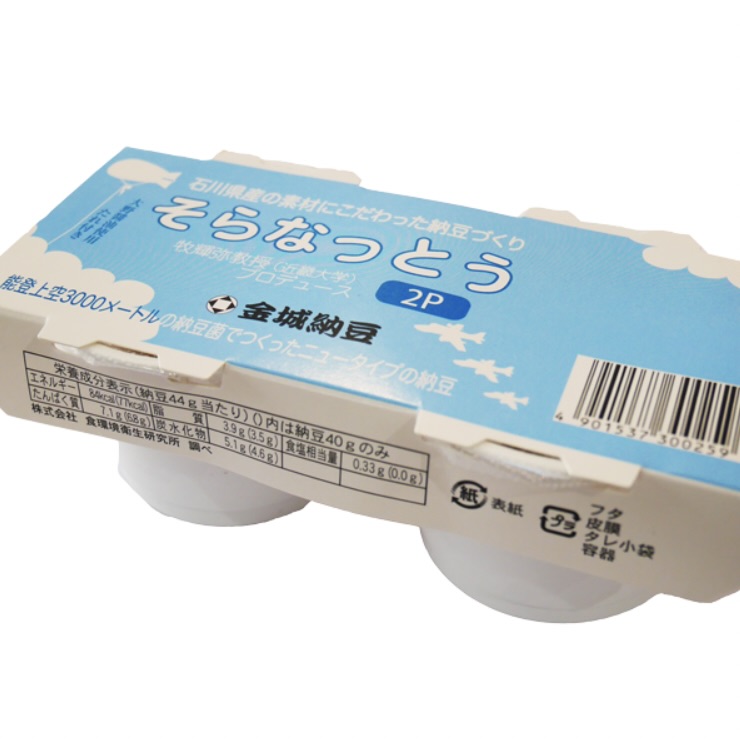 石川県産の素材にこだわった納豆づくり
そらなっとう
牧輝弥教授(近畿大学)
プロデュース
2P
金城納豆
能登上空3000メートルの納豆菌でつくったニュータイプの納豆
たれ付き
4 901537 300259
栄養成分表示(納豆44g当たり)()内は納豆40gのみ
エネルギー 84kcal(77kcal) 脂質 3.9g(3.5g) 食塩相当量 0.33g(0.0g)
たんぱく質 7.1g(6.8g) 炭水化物 5.1g(4.6g)
株式会社 食環境衛生研究所 調べ
紙 表紙
プラ フタ
皮膜
タレ小袋
容器